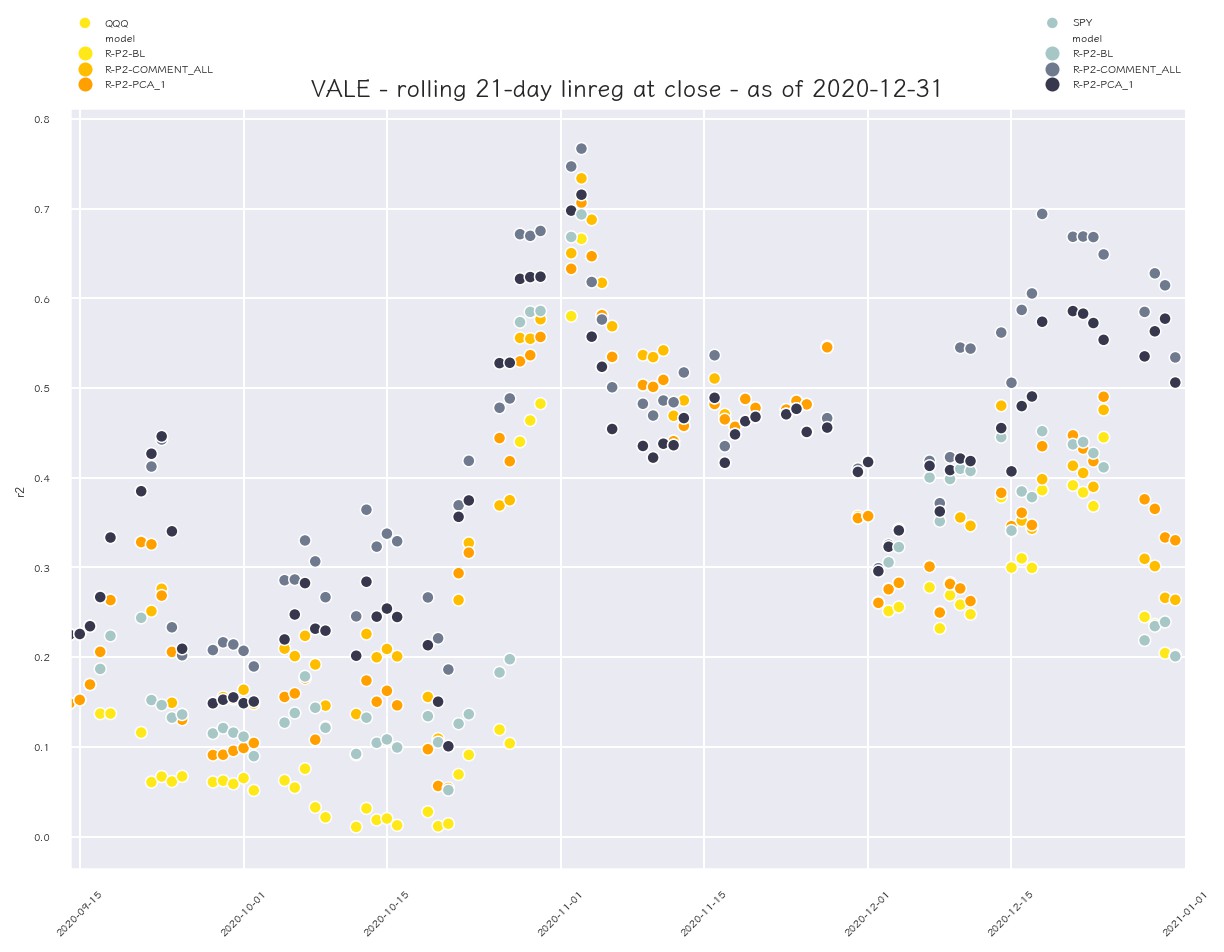 QQQ
model
R-P2-BL
R-P2-COMMENT_ALL
R-P2-PCA_1
SPY
model
R-P2-BL
R-P2-COMMENT_ALL
R-P2-PCA_1
VALE - rolling 21-day linreg at close - as of 2020-12-31
0.8
0.7
0.6
0.5
0.4
0.3
0.2
0.1
0.0
r2
2020-09-15
2020-10-01
2020-10-15
2020-11-01
2020-11-15
2020-12-01
2020-12-15
2021-01-01